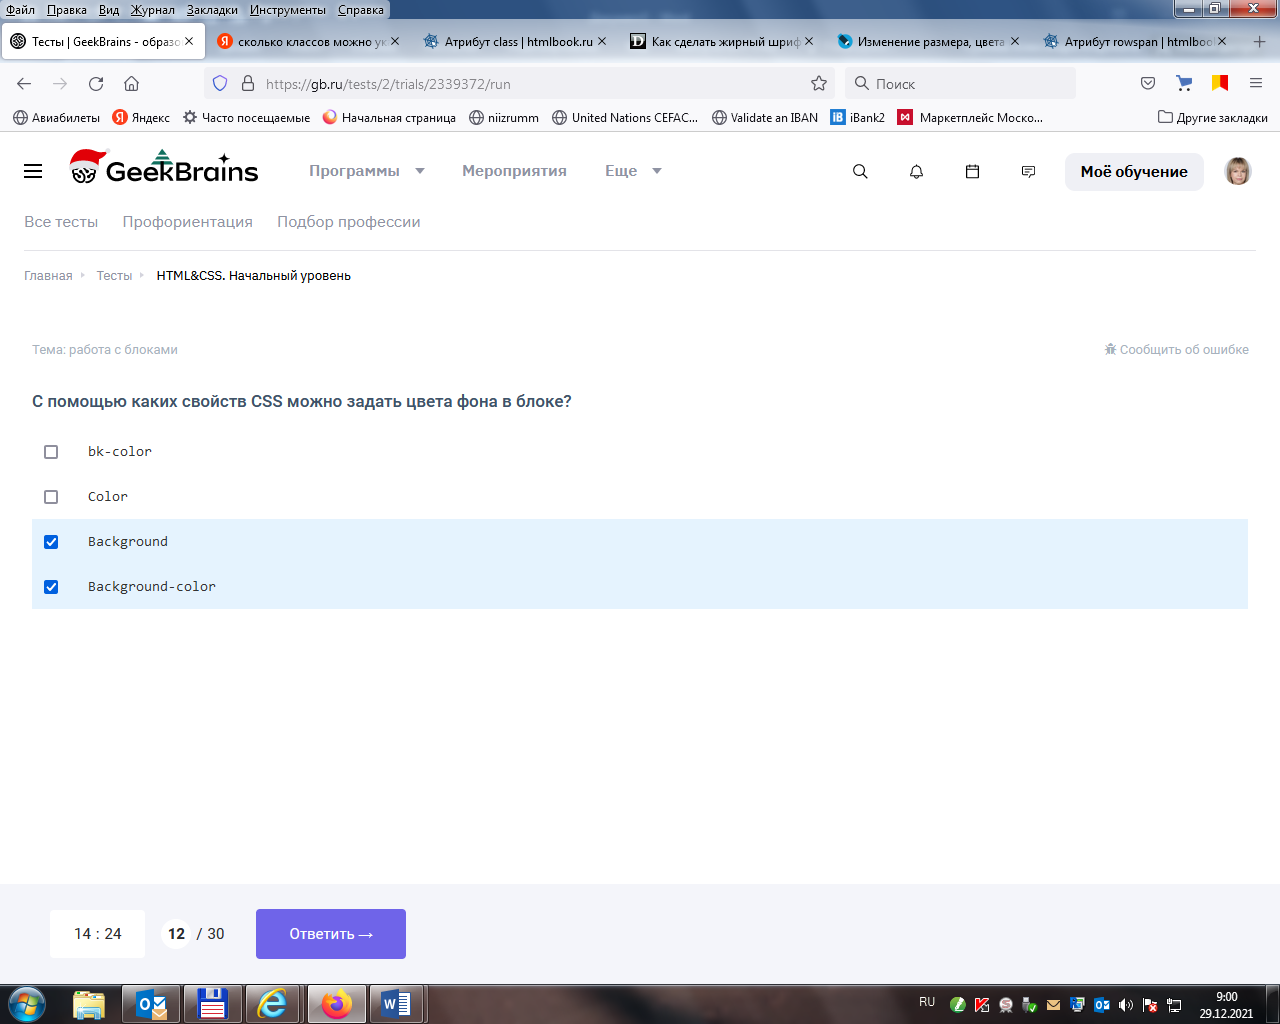 Файл Правка Вид Журнал Закладки Инструменты Справка
Тесты | GeekBrains - образо
сколько классов можно ук
Атрибут class | htmlbook.ru
Как сделать жирный шриф
Изменение размера, цвета
Атрибут rowspan | htmlbook
https://gb.ru/tests/2/trials/2339372/run
Поиск
Авиабилеты Яндекс Часто посещаемые Начальная страница niizrumm United Nations CEFAC... Validate an IBAN iBank2 Маркетплейс Моско... Другие закладки
GeekBrains Программы Мероприятия Еще Моё обучение
Все тесты Профориентация Подбор профессии
Главная Тесты HTML&CSS. Начальный уровень
Тема: работа с блоками Сообщить об ошибке
С помощью каких свойств CSS можно задать цвета фона в блоке?
bk-color
Color
Background
Background-color
14 : 24 12 / 30 Ответить →
RU 9:00
29.12.2021